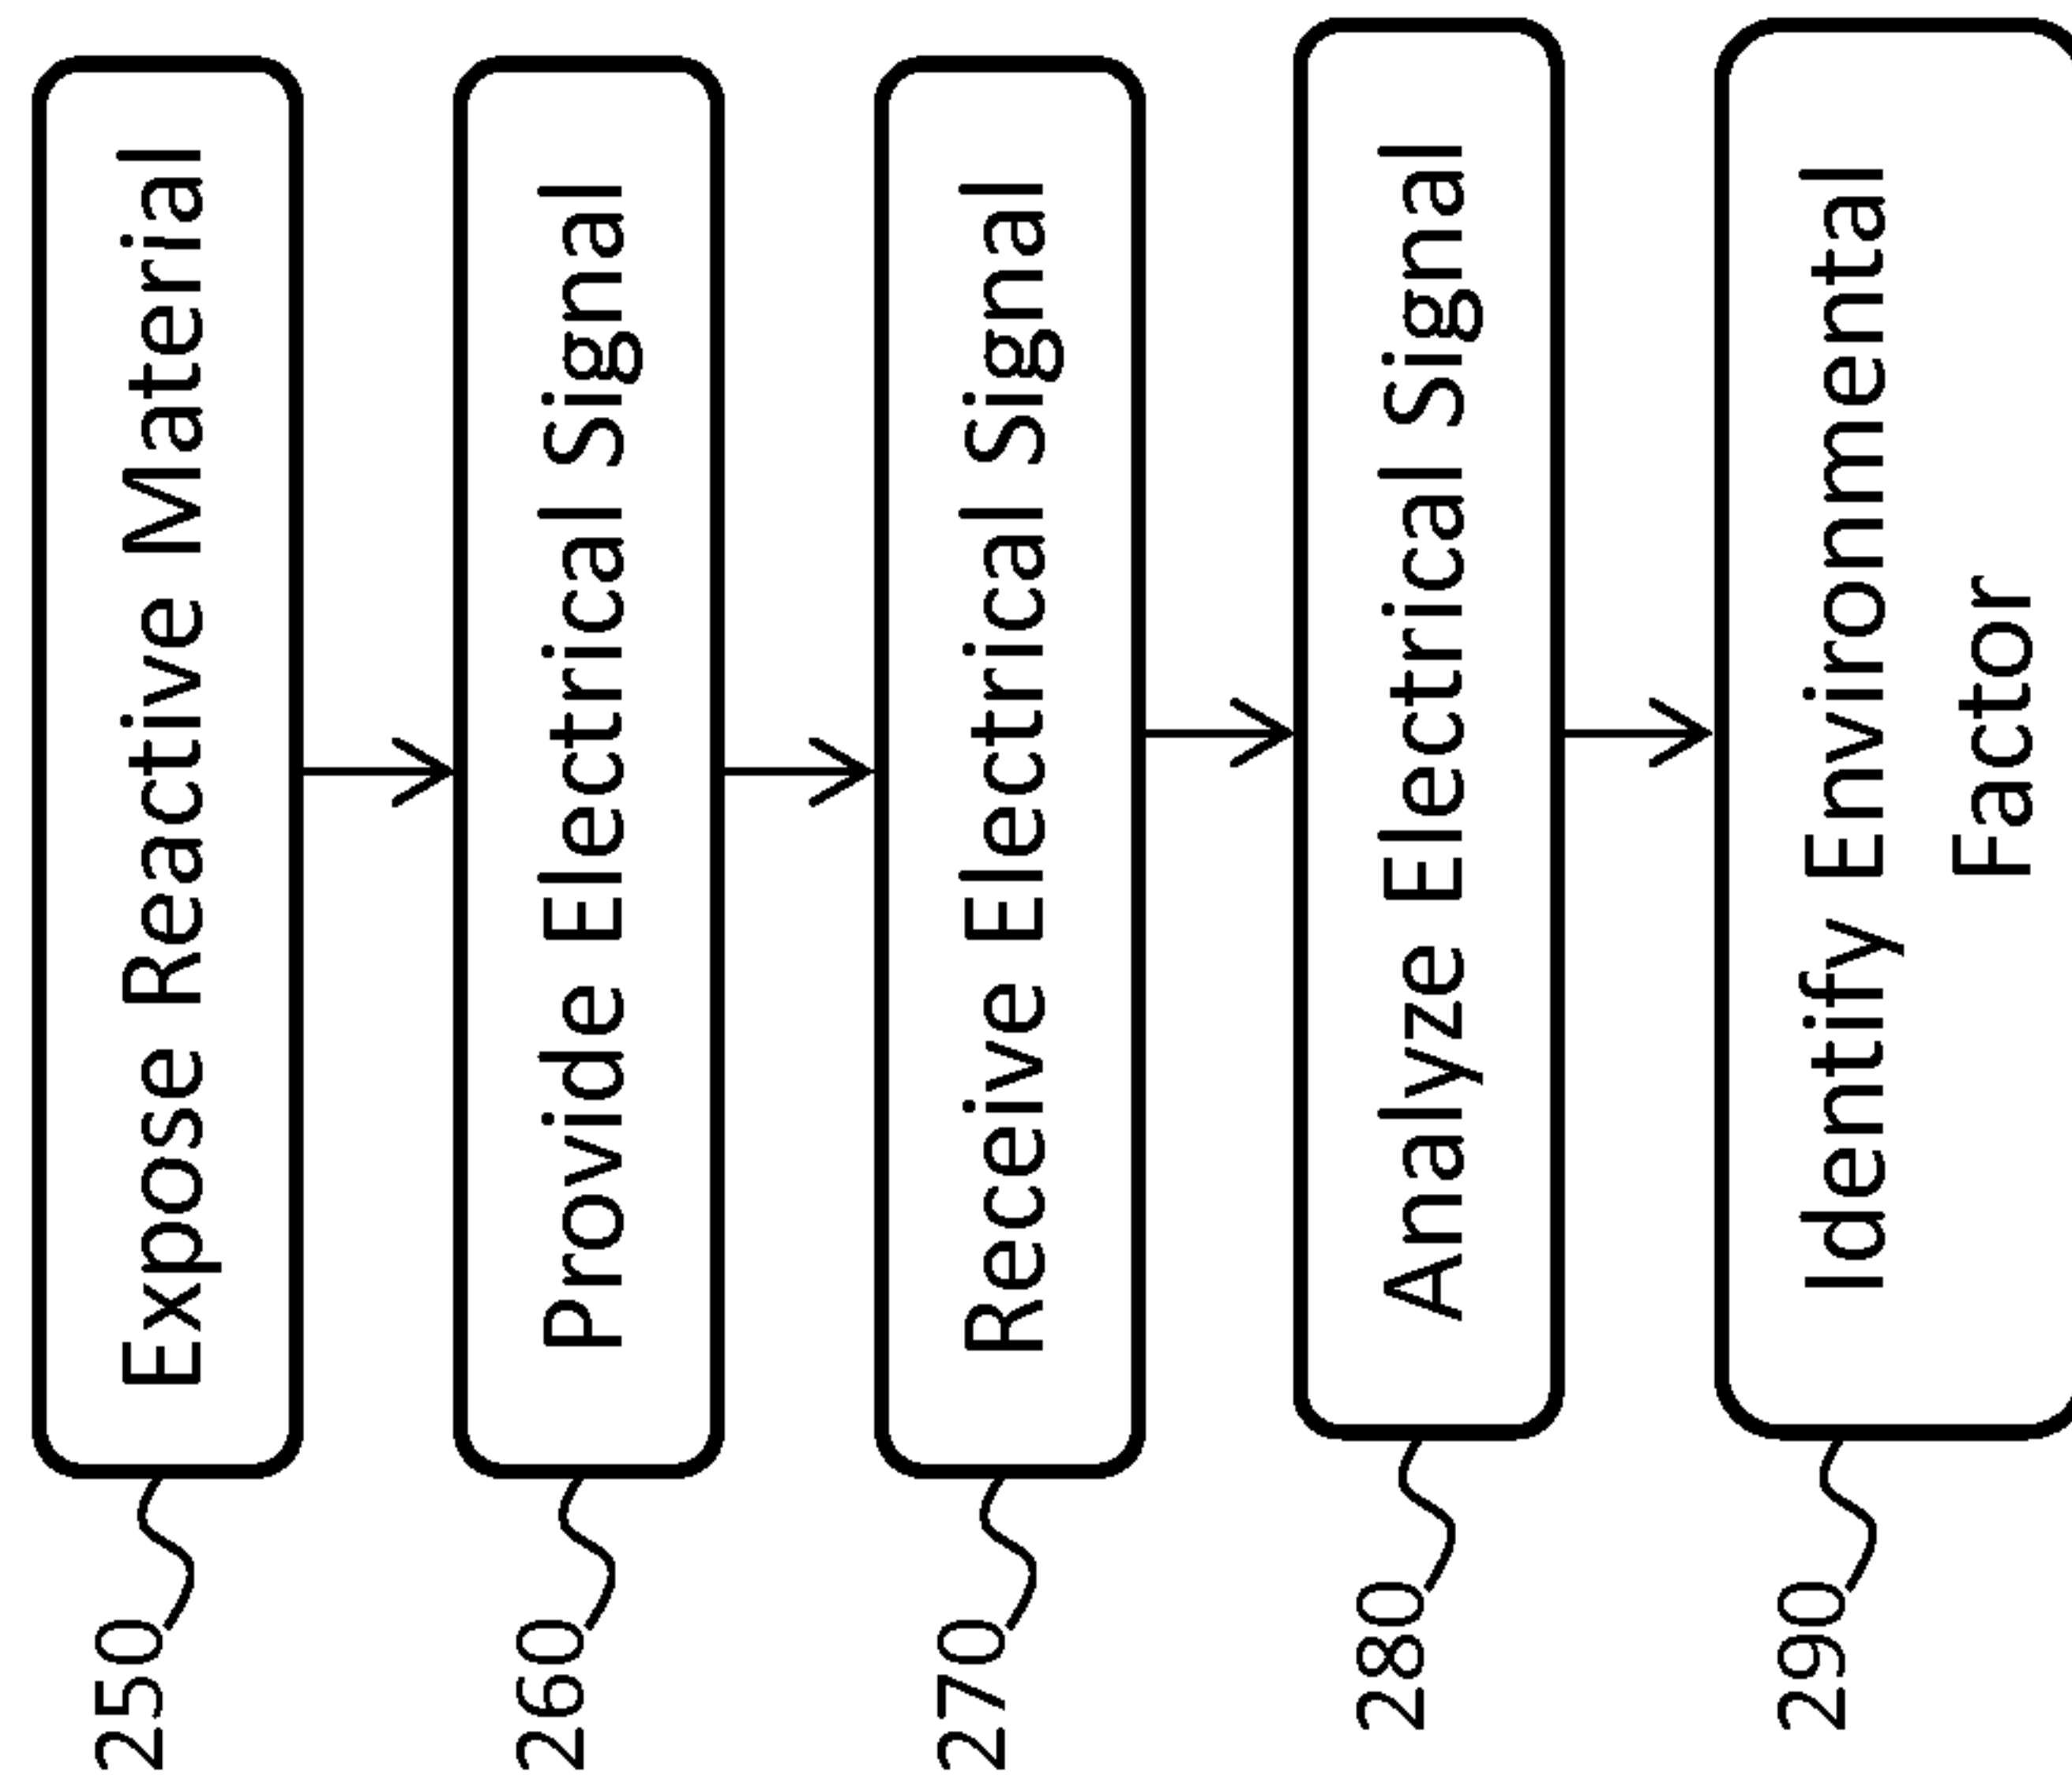 250
Expose Reactive Material
260
Provide Electrical Signal
270
Receive Electrical Signal
280
Analyze Electrical Signal
290
Identify Environmental
Factor